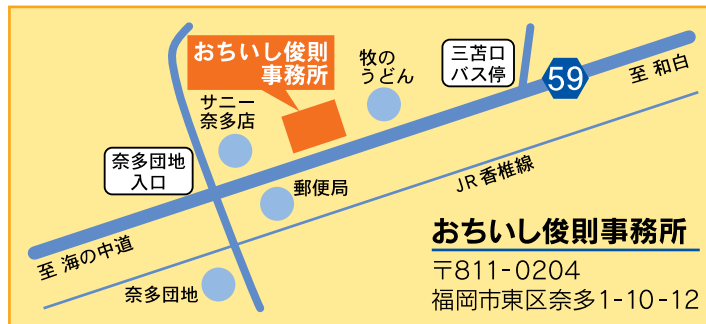 おちいし俊則
事務所
牧の
うどん
三苫口
バス停
59
至 和白
サニー
奈多店
奈多団地
入口
郵便局
JR香椎線
至 海の中道
奈多団地
おちいし俊則事務所
〒811-0204
福岡市東区奈多1-10-12